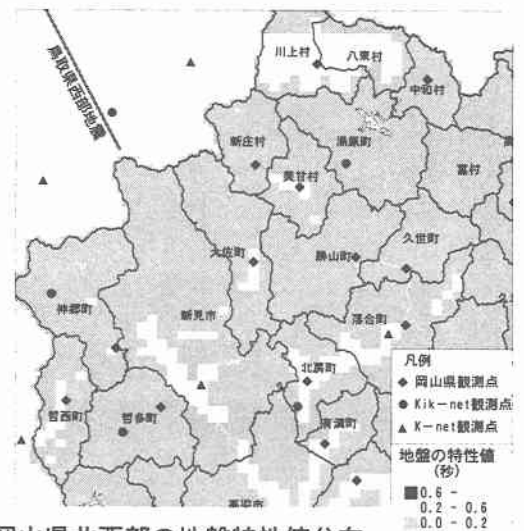 鳥取県西部地震
川上村
八束村
中和村
新庄村
湯原町
美甘村
富村
大佐町
勝山町
久世町
神郷町
新見市
落合町
北房町
哲西町
哲多町
有漢町
高梁市
凡例
岡山県観測点
Kik-net観測点
K-net観測点
地盤の特性値
(秒)
0.6 -
0.2 - 0.6
0.0 - 0.2
岡山県北西部の地盤特性値分布